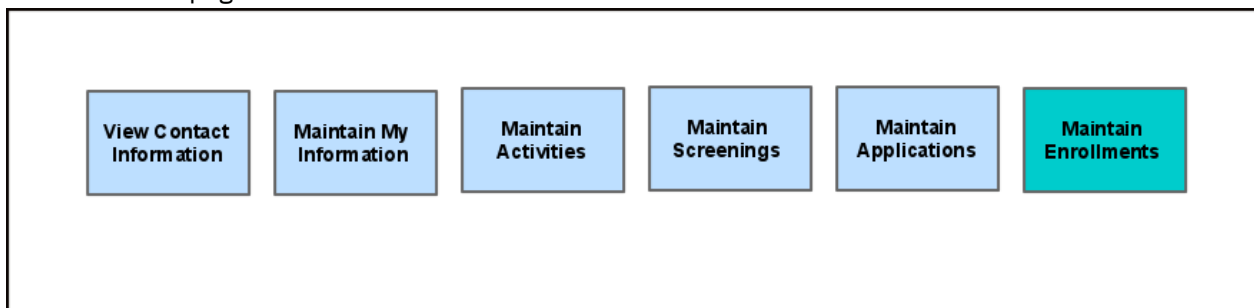 View Contact
Information
Maintain My
Information
Maintain
Activities
Maintain
Screenings
Maintain
Applications
Maintain
Enrollments